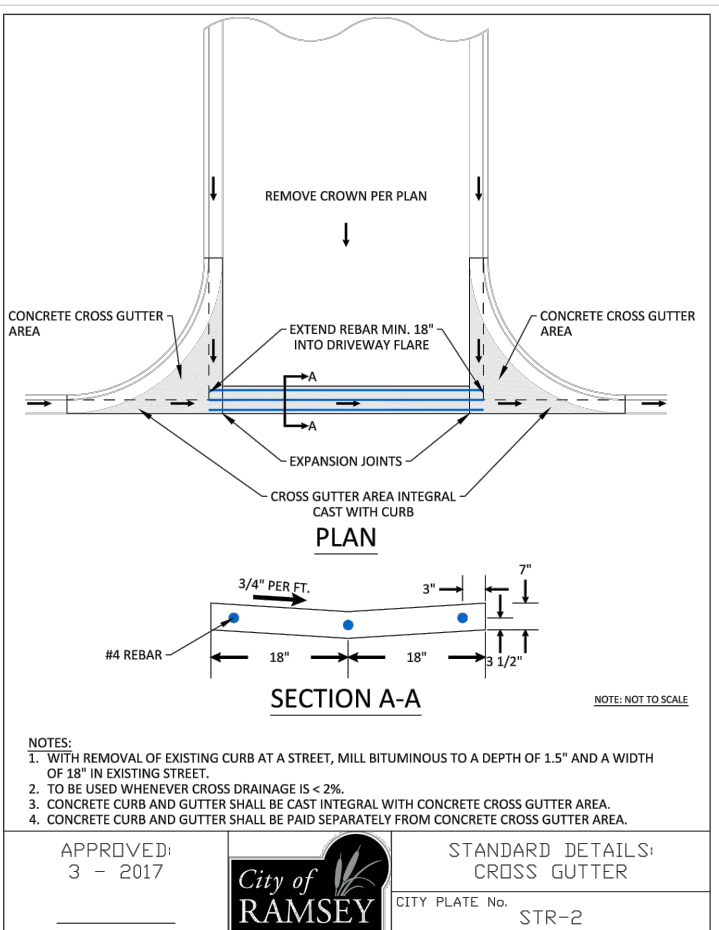 REMOVE CROWN PER PLAN
CONCRETE CROSS GUTTER
AREA
EXTEND REBAR MIN. 18"
INTO DRIVEWAY FLARE
CONCRETE CROSS GUTTER
AREA
A
A
EXPANSION JOINTS
CROSS GUTTER AREA INTEGRAL
CAST WITH CURB
PLAN
3/4" PER FT.
3"
7"
#4 REBAR
18"
18"
3 1/2"
SECTION A-A
NOTE: NOT TO SCALE
NOTES:
1. WITH REMOVAL OF EXISTING CURB AT A STREET, MILL BITUMINOUS TO A DEPTH OF 1.5" AND A WIDTH
OF 18" IN EXISTING STREET.
2. TO BE USED WHENEVER CROSS DRAINAGE IS < 2%.
3. CONCRETE CURB AND GUTTER SHALL BE CAST INTEGRAL WITH CONCRETE CROSS GUTTER AREA.
4. CONCRETE CURB AND GUTTER SHALL BE PAID SEPARATELY FROM CONCRETE CROSS GUTTER AREA.
APPROVED:
3 - 2017
City of
RAMSEY
STANDARD DETAILS:
CROSS GUTTER
CITY PLATE No.
STR-2